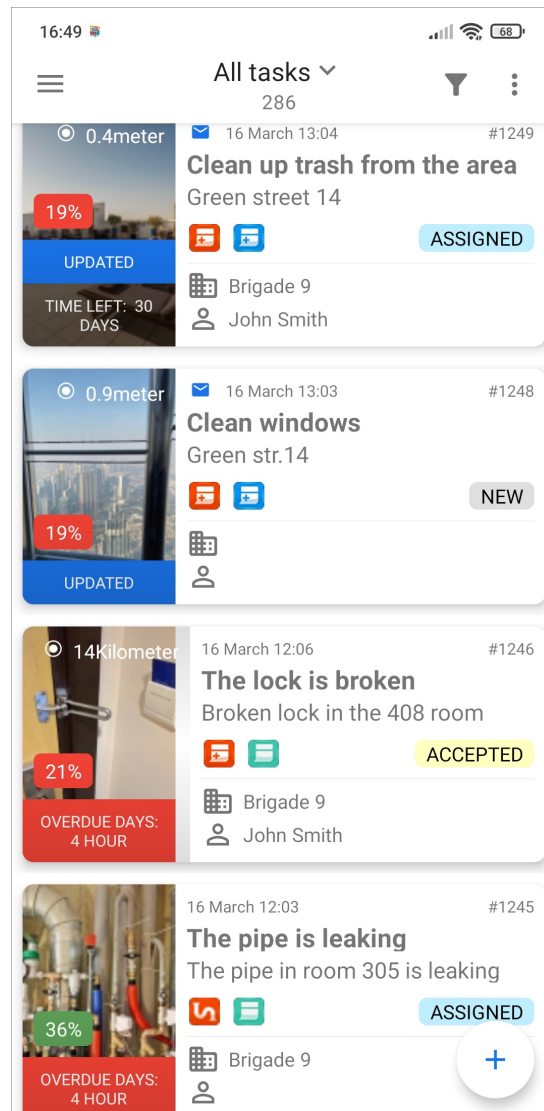 16:49
68
All tasks
286
0.4meter
16 March 13:04
#1249
Clean up trash from the area
Green street 14
19%
ASSIGNED
UPDATED
TIME LEFT: 30
DAYS
Brigade 9
John Smith
0.9meter
16 March 13:03
#1248
Clean windows
Green str.14
19%
NEW
UPDATED
14Kilometer
16 March 12:06
#1246
The lock is broken
Broken lock in the 408 room
21%
ACCEPTED
OVERDUE DAYS:
4 HOUR
Brigade 9
John Smith
16 March 12:03
#1245
The pipe is leaking
The pipe in room 305 is leaking
36%
ASSIGNED
Brigade 9
OVERDUE DAYS:
4 HOUR